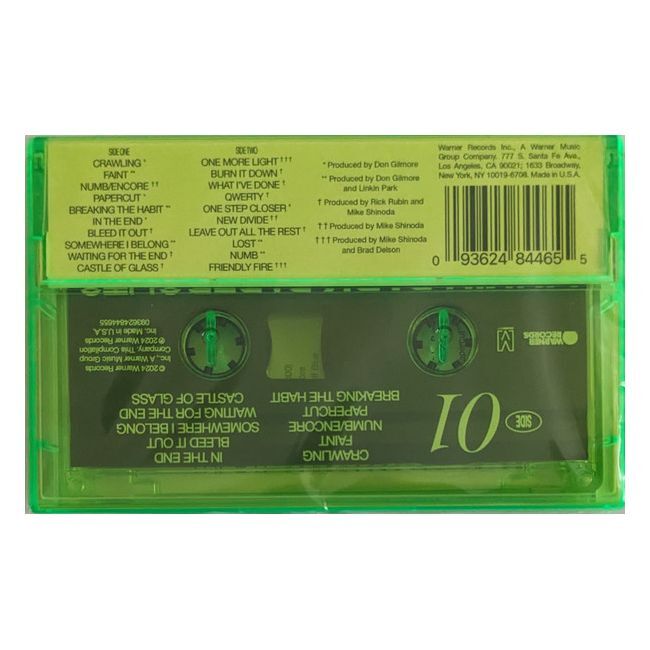 SIDE ONE
CRAWLING *
FAINT **
NUMB/ENCORE ††
PAPERCUT *
BREAKING THE HABIT **
IN THE END *
BLEED IT OUT †
SOMEWHERE I BELONG **
WAITING FOR THE END †
CASTLE OF GLASS †
SIDE TWO
ONE MORE LIGHT †††
BURN IT DOWN †
WHAT I'VE DONE †
QWERTY †
ONE STEP CLOSER *
NEW DIVIDE ††
LEAVE OUT ALL THE REST †
LOST **
NUMB **
FRIENDLY FIRE †††
* Produced by Don Gilmore
** Produced by Don Gilmore
and Linkin Park
† Produced by Rick Rubin and
Mike Shinoda
†† Produced by Mike Shinoda
††† Produced by Mike Shinoda
and Brad Delson
Warner Records Inc., A Warner Music
Group Company. 777 S. Santa Fe Ave.,
Los Angeles, CA 90021; 1633 Broadway,
New York, NY 10019-6708. Made in U.S.A.
0 93624 84465 5
SIDE
01
CRAWLING
FAINT
NUMB/ENCORE
PAPERCUT
BREAKING THE HABIT
IN THE END
BLEED IT OUT
SOMEWHERE I BELONG
WAITING FOR THE END
CASTLE OF GLASS
WARNER
RECORDS
℗2024 Warner Records
Inc., A Warner Music Group
Company. This Compilation
℗2024 Warner Records
Inc. Made in U.S.A.
093624844655